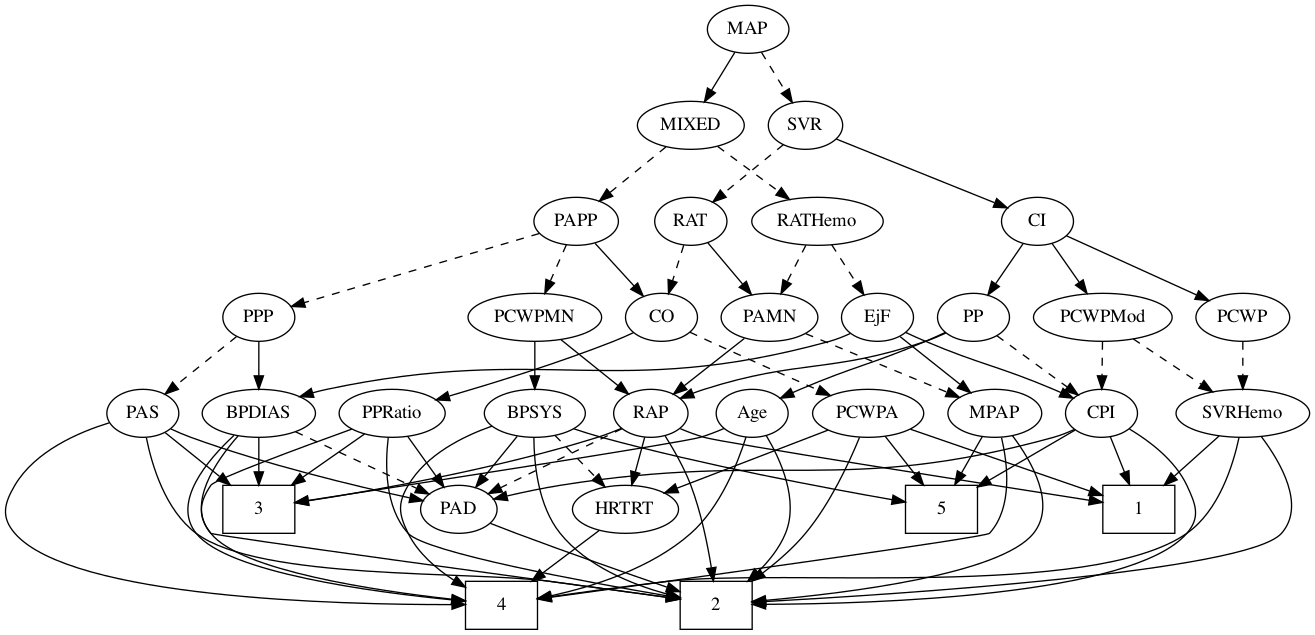 MAP
MIXED
SVR
PAPP
RAT
RATHemo
CI
PPP
PCWPMN
CO
PAMN
EjF
PP
PCWPMod
PCWP
PAS
BPDIAS
PPRatio
BPSYS
RAP
Age
PCWPA
MPAP
CPI
SVRHemo
3
PAD
HRTRT
5
1
4
2